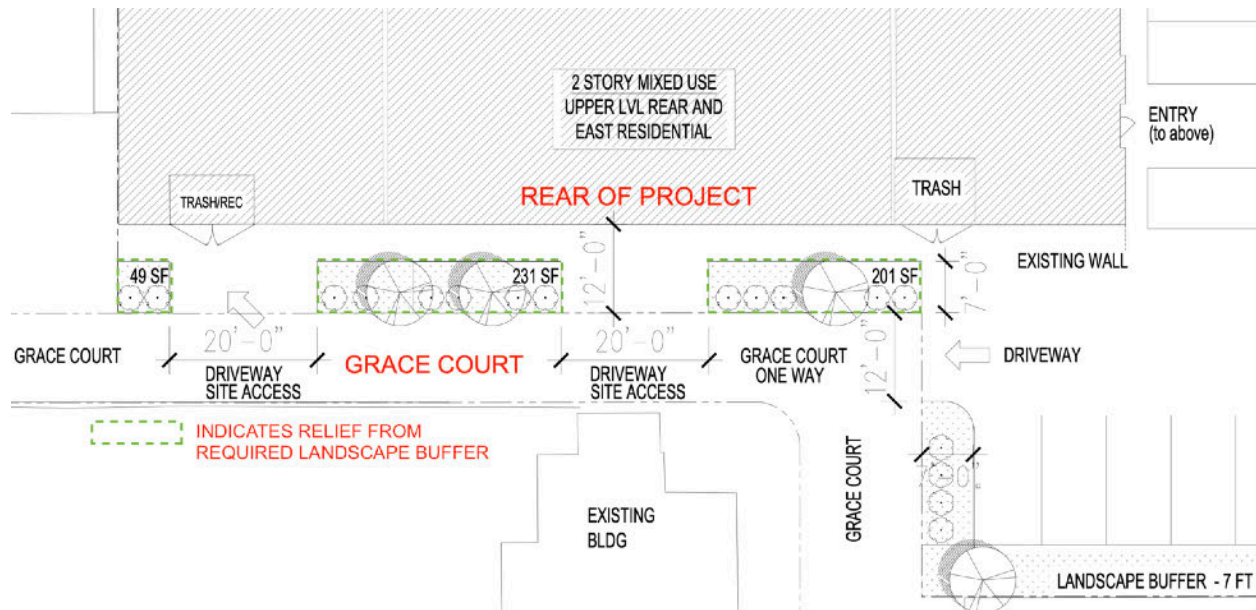 2 STORY MIXED USE
UPPER LVL REAR AND
EAST RESIDENTIAL
ENTRY
(to above)
TRASH/REC
REAR OF PROJECT
TRASH
49 SF
231 SF
12'-0"
201 SF
7'-0"
EXISTING WALL
GRACE COURT
20'-0"
DRIVEWAY
SITE ACCESS
GRACE COURT
20'-0"
DRIVEWAY
SITE ACCESS
GRACE COURT
ONE WAY
12'-0"
DRIVEWAY
INDICATES RELIEF FROM
REQUIRED LANDSCAPE BUFFER
EXISTING
BLDG
GRACE COURT
LANDSCAPE BUFFER - 7 FT